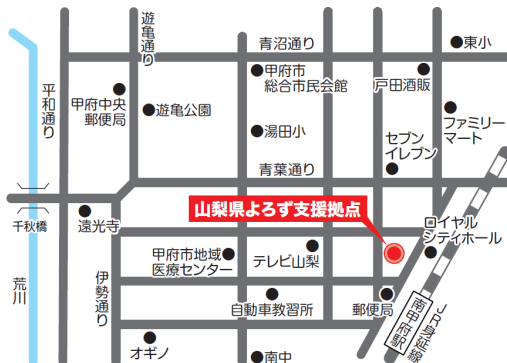 遊亀通り
青沼通り
東小
平和通り
甲府中央
郵便局
遊亀公園
甲府市
総合市民会館
戸田酒販
湯田小
ファミリー
マート
セブン
イレブン
青葉通り
千秋橋
遠光寺
山梨県よろず支援拠点
ロイヤル
シティホール
甲府市地域
医療センター
テレビ山梨
荒川
伊勢通り
自動車教習所
郵便局
南甲府駅
JR身延線
オギノ
南中